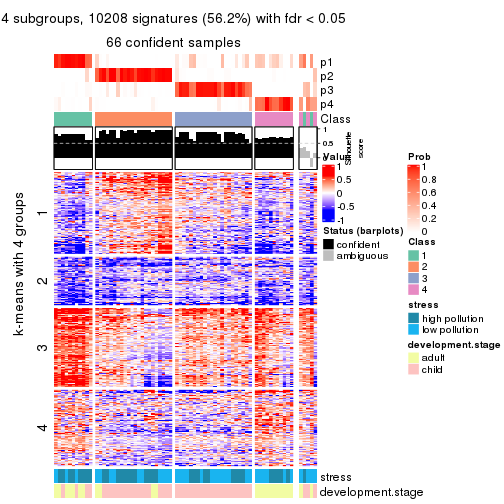 4 subgroups, 10208 signatures (56.2%) with fdr < 0.05
66 confident samples
p1
p2
p3
p4
Class
1
0.5
0
Silhouette
score
k-means with 4 groups
1
2
3
4
stress
development.stage
Value
1
0.5
0
-0.5
-1
Status (barplots)
confident
ambiguous
Prob
1
0.8
0.6
0.4
0.2
0
Class
1
2
3
4
stress
high pollution
low pollution
development.stage
adult
child